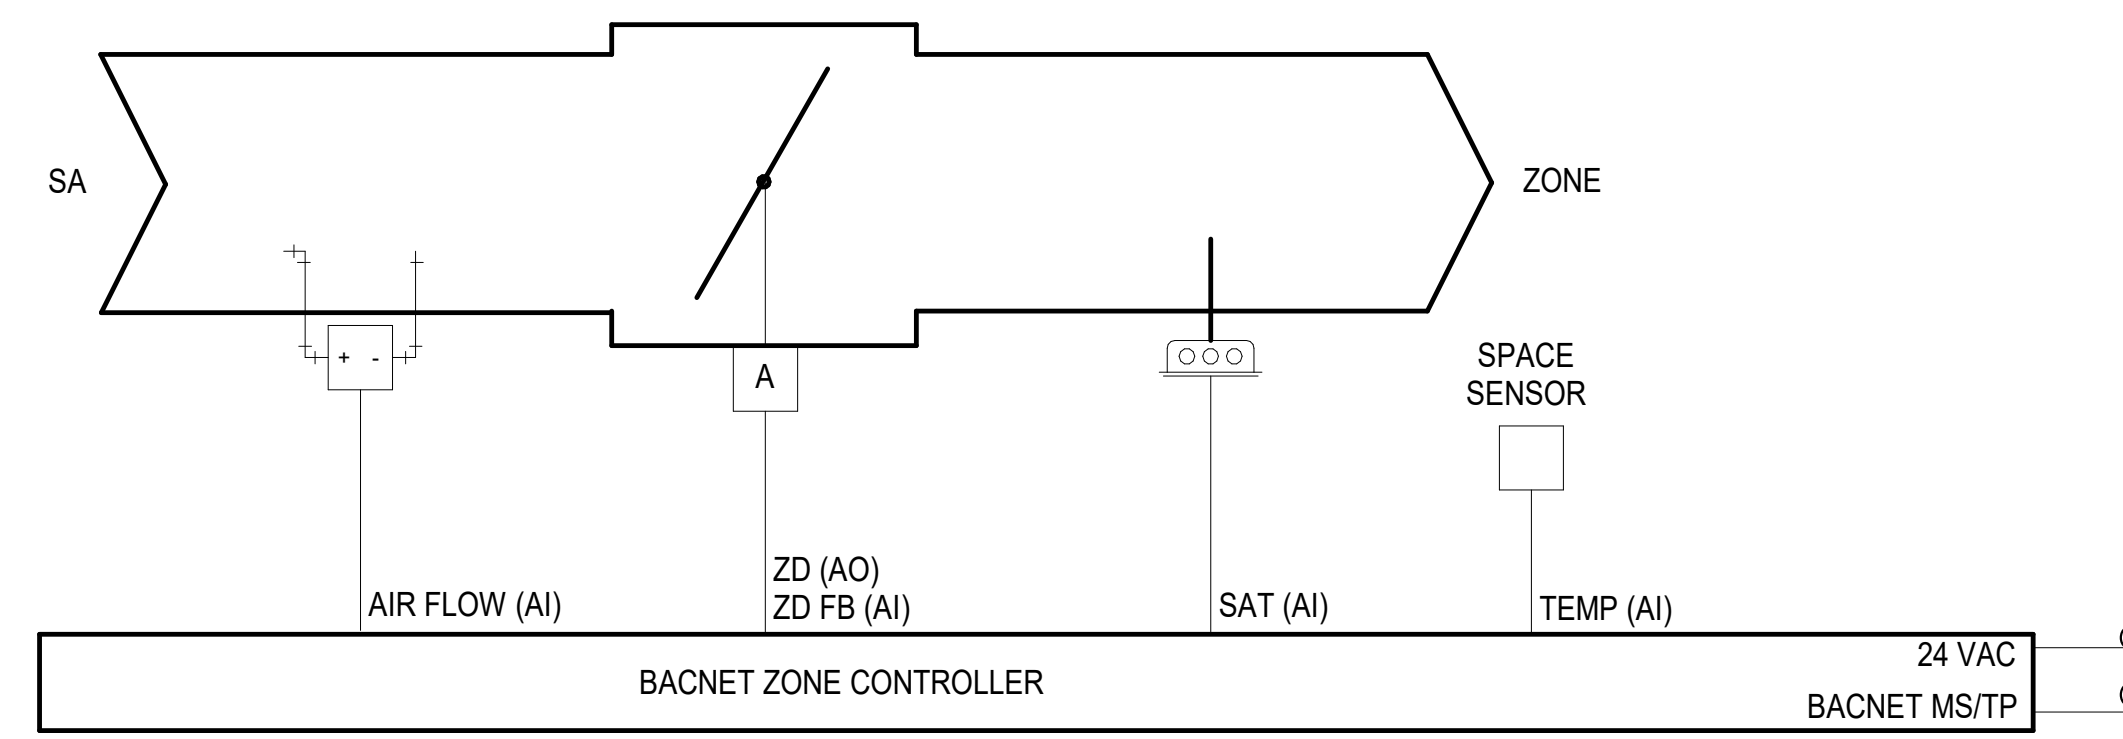 SA
ZONE
+ -
A
SPACE
SENSOR
AIR FLOW (AI)
ZD (AO)
ZD FB (AI)
SAT (AI)
TEMP (AI)
BACNET ZONE CONTROLLER
24 VAC
BACNET MS/TP